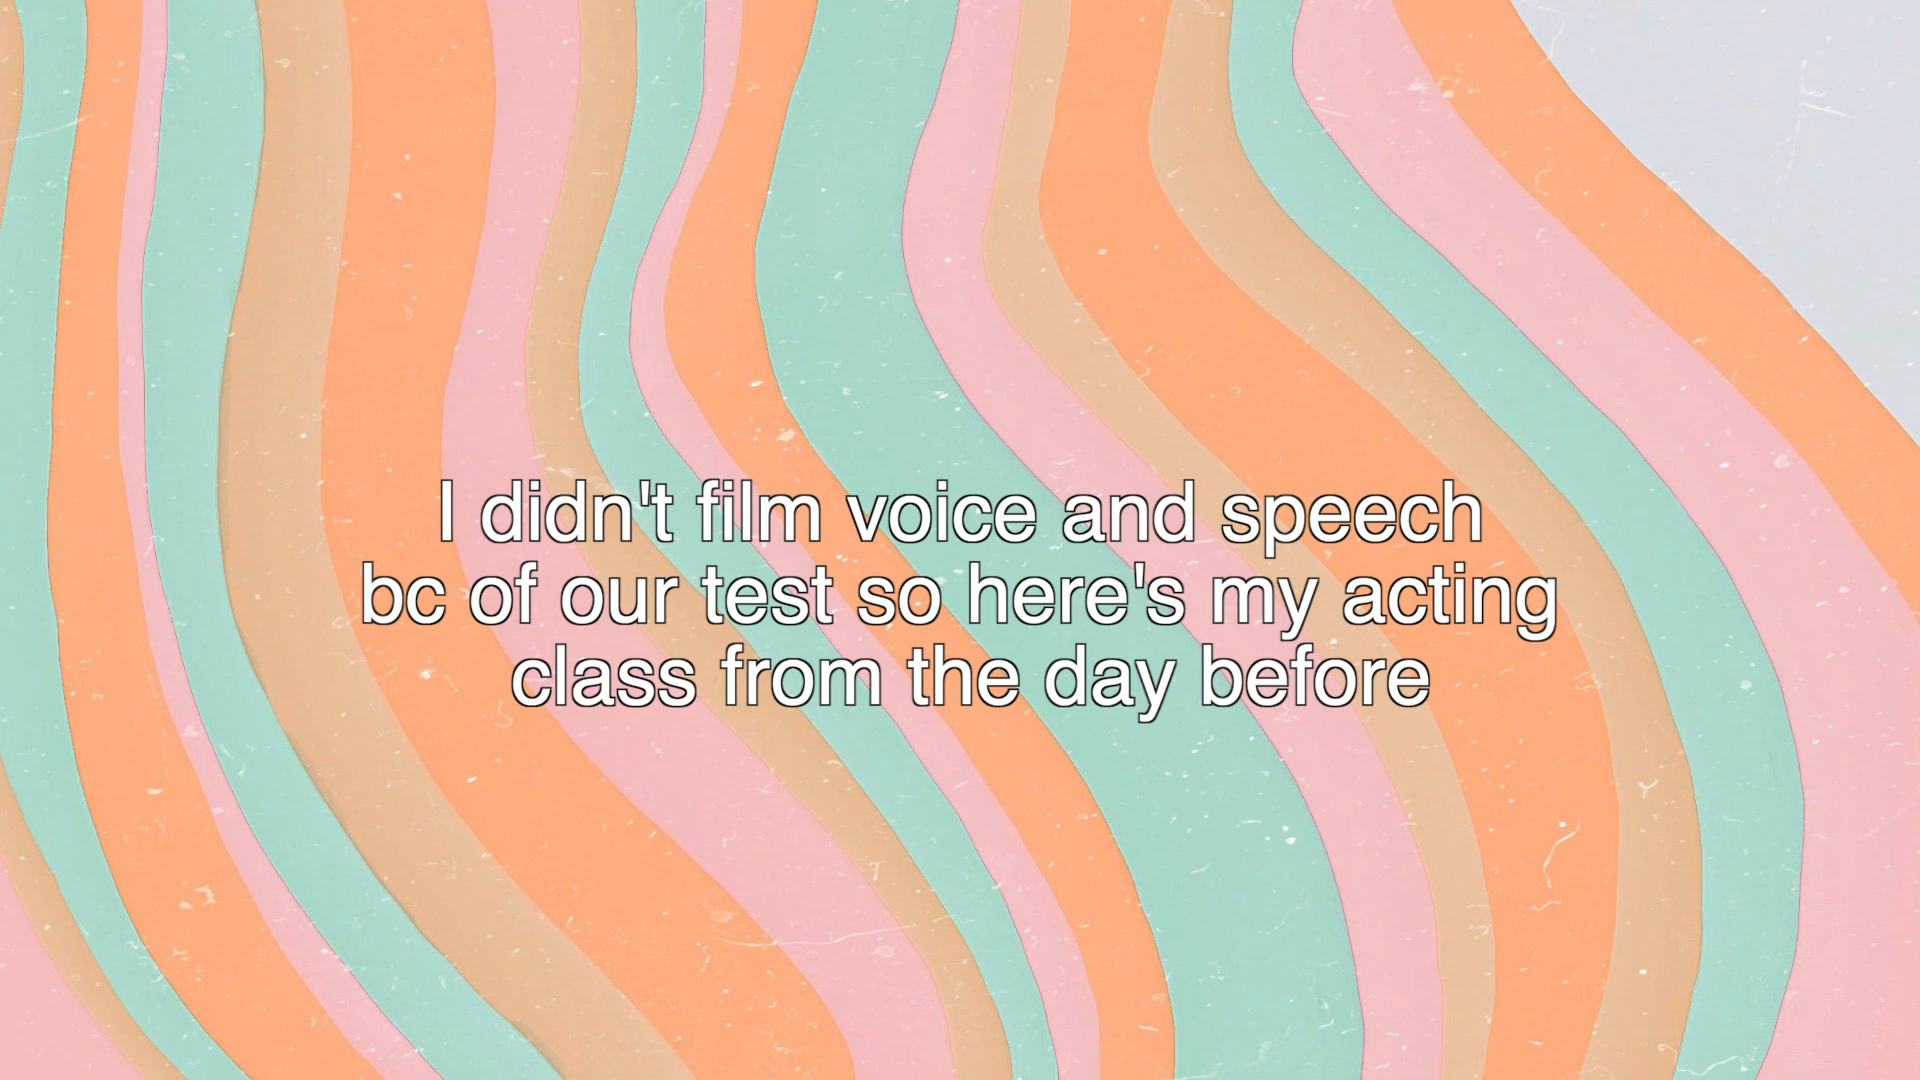 I didn't film voice and speech
bc of our test so here's my acting
class from the day before